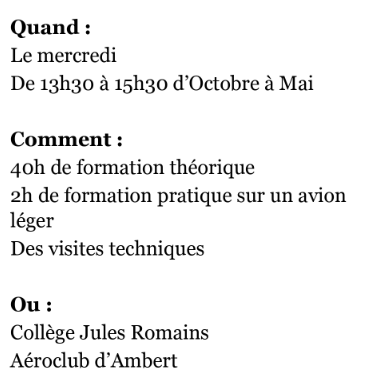 Quand :
Le mercredi
De 13h30 à 15h30 d’Octobre à Mai
Comment :
40h de formation théorique
2h de formation pratique sur un avion
léger
Des visites techniques
Ou :
Collège Jules Romains
Aéroclub d’Ambert